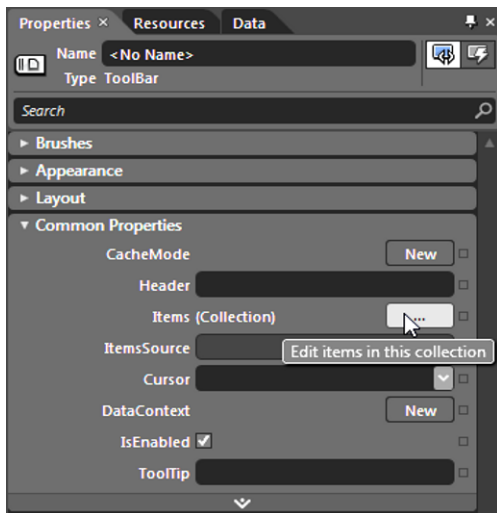 Properties × Resources Data
Name <No Name>
Type ToolBar
Search
Brushes
Appearance
Layout
Common Properties
CacheMode New
Header
Items (Collection) ...
ItemsSource
Edit items in this collection
Cursor
DataContext New
IsEnabled
ToolTip